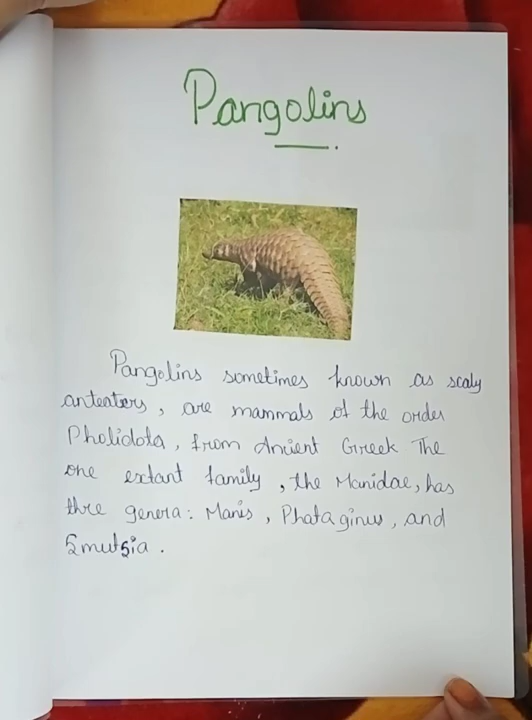 Pangolins
Pangolins sometimes known as scaly
anteaters, are mammals of the order
Pholidota, from Ancient Greek The
one extant family, the Manidae, has
thre genera: Manis, Phataginus, and
Smutsia.